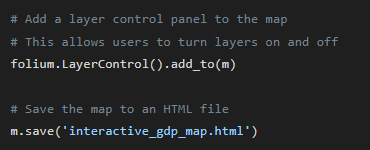 # Add a layer control panel to the map
# This allows users to turn layers on and off
folium.LayerControl().add_to(m)
# Save the map to an HTML file
m.save('interactive_gdp_map.html')